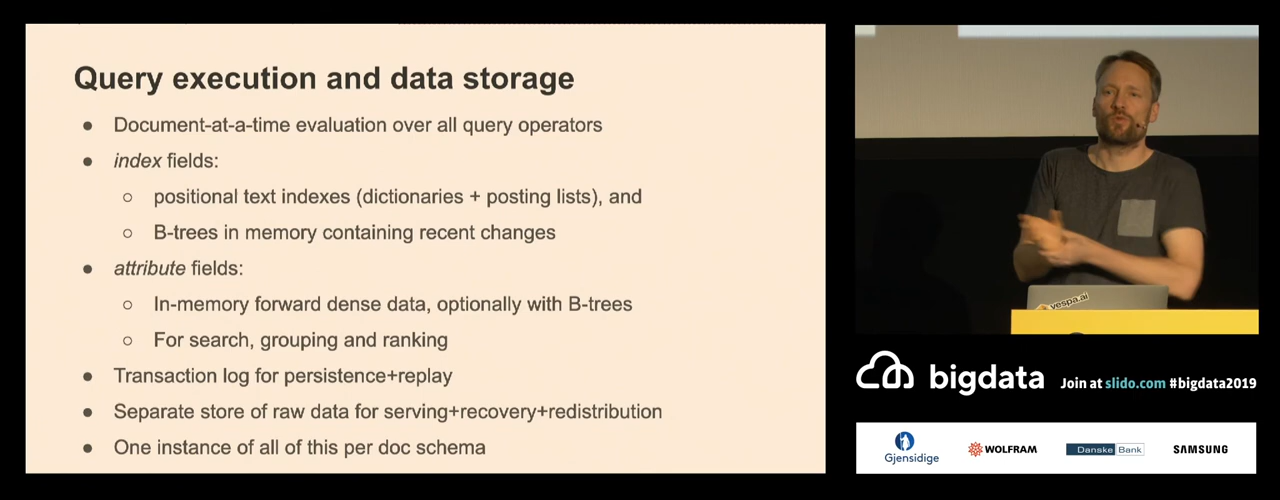 Query execution and data storage
● Document-at-a-time evaluation over all query operators
● index fields:
○ positional text indexes (dictionaries + posting lists), and
○ B-trees in memory containing recent changes
● attribute fields:
○ In-memory forward dense data, optionally with B-trees
○ For search, grouping and ranking
● Transaction log for persistence+replay
● Separate store of raw data for serving+recovery+redistribution
● One instance of all of this per doc schema
vespa.ai
bigdata
Join at slido.com #bigdata2019
Gjensidige
WOLFRAM
Danske Bank
SAMSUNG